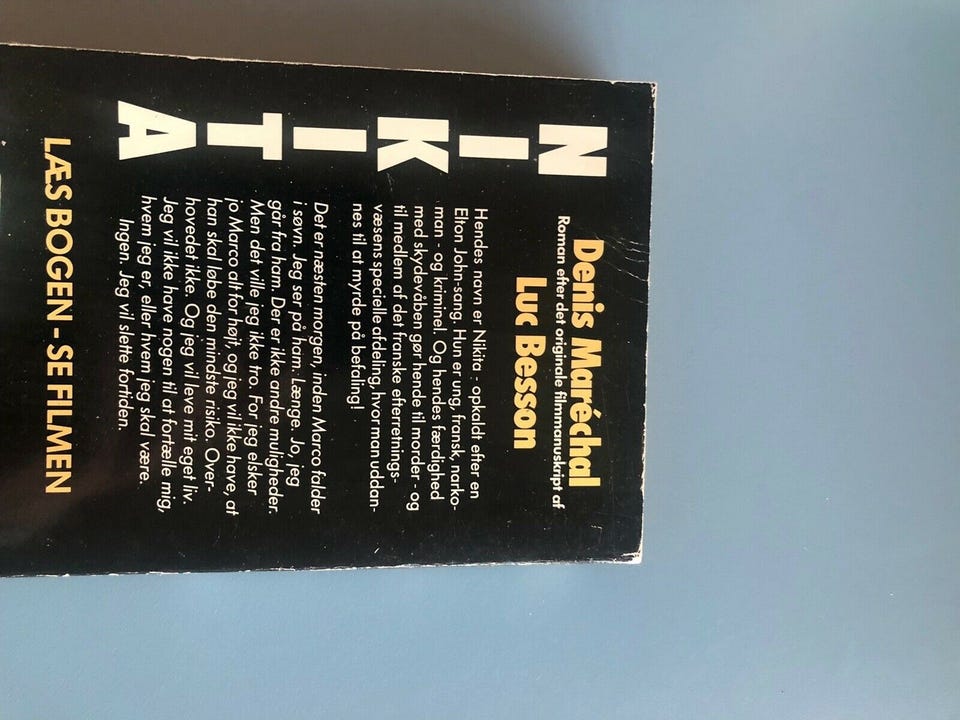 NIKITA
Denis Maréchal
Roman efter det originale filmmanuskript af
Luc Besson
Hendes navn er Nikita - opkaldt efter en
Elton John-sang. Hun er ung, fransk, narko-
man - og kriminel. Og hendes færdighed
med skydevåben gør hende til morder - og
til medlem af det franske efterretnings-
væsens specielle afdeling, hvor man uddan-
nes til at myrde på befaling!
Det er næsten morgen, inden Marco falder
i søvn. Jeg ser på ham. Længe. Jo, jeg
går fra ham. Der er ikke andre muligheder.
Men det ville jeg ikke tro. For jeg elsker
jo Marco alt for højt, og jeg vil ikke have, at
han skal løbe den mindste risiko. Over-
hovedet ikke. Og jeg vil leve mit eget liv.
Jeg vil ikke have nogen til at fortælle mig,
hvem jeg er, eller hvem jeg skal være.
Ingen. Jeg vil slette fortiden.
LÆS BOGEN - SE FILMEN